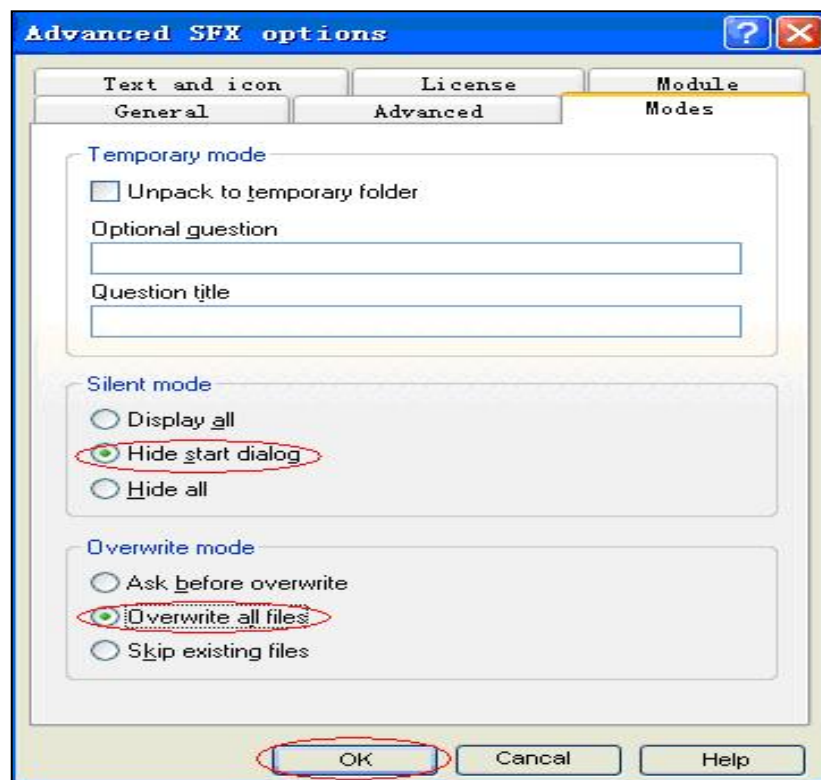 Advanced SFX options
Text and icon License Module
General Advanced Modes
Temporary mode
Unpack to temporary folder
Optional guestion
Question title
Silent mode
Display all
Hide start dialog
Hide all
Overwrite mode
Ask before overwrite
Overwrite all files
Skip existing files
OK Cancal Help